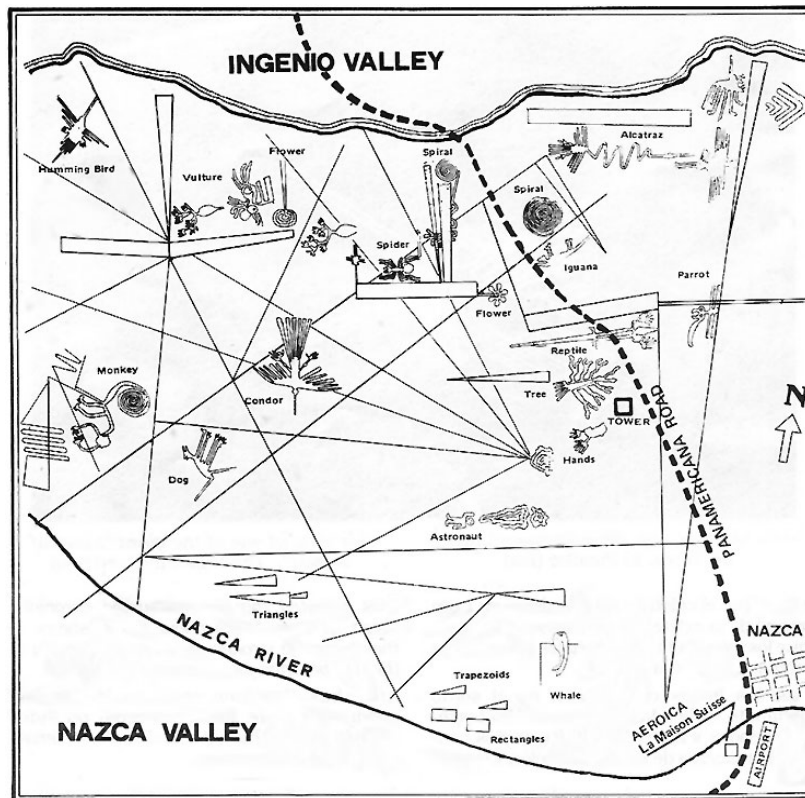 INGENIO VALLEY
Humming Bird
Vulture
Flower
Spiral
Alcatraz
Spiral
Spider
Iguana
Parrot
Flower
Reptile
Monkey
Condor
Tree
TOWER
N
Hands
Dog
PANAMERICANA ROAD
Astronaut
Triangles
NAZCA RIVER
NAZCA
Trapezoids
Whale
AEROICA
La Maison Suisse
NAZCA VALLEY
Rectangles
AIRPORT